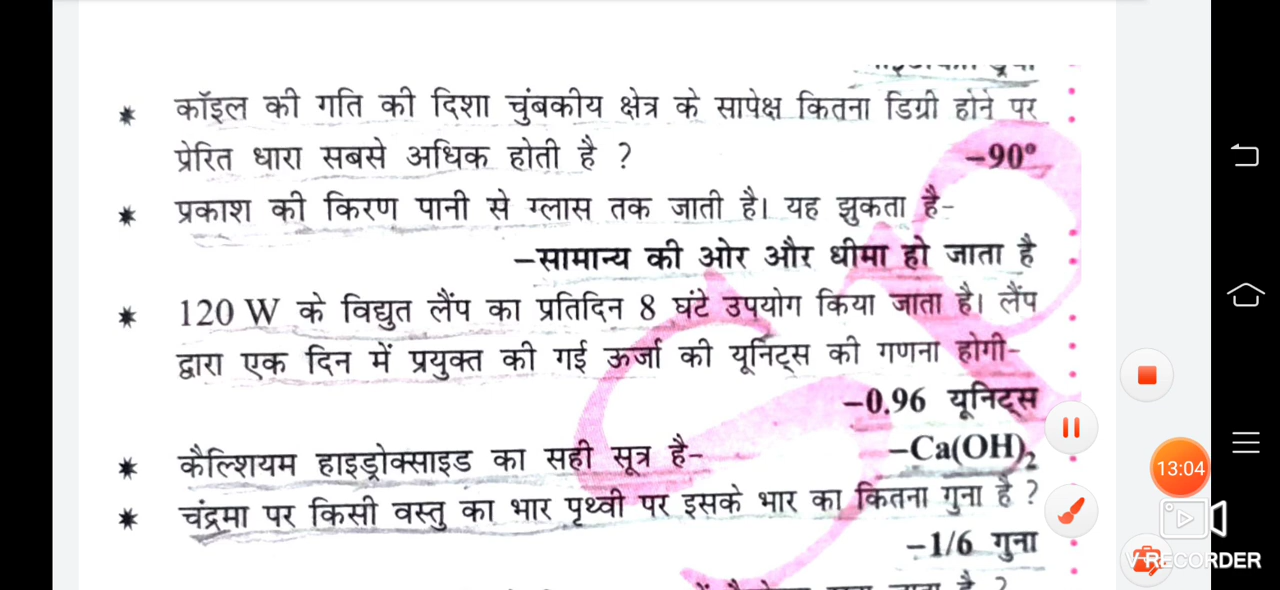 * कॉइल की गति की दिशा चुंबकीय क्षेत्र के सापेक्ष कितना डिग्री होने पर
प्रेरित धारा सबसे अधिक होती है ? –90°
* प्रकाश की किरण पानी से ग्लास तक जाती है। यह झुकता है–
–सामान्य की ओर और धीमा हो जाता है
* 120 W के विद्युत लैंप का प्रतिदिन 8 घंटे उपयोग किया जाता है। लैंप
द्वारा एक दिन में प्रयुक्त की गई ऊर्जा की यूनिट्स की गणना होगी–
–0.96 यूनिट्स
* कैल्शियम हाइड्रोक्साइड का सही सूत्र है– –Ca(OH)₂
* चंद्रमा पर किसी वस्तु का भार पृथ्वी पर इसके भार का कितना गुना है ?
–1/6 गुना
13:04
V RECORDER